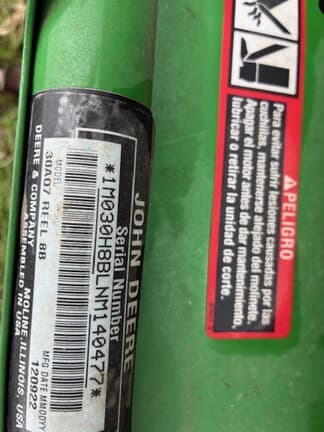 JOHN DEERE
Serial Number
*1M030H8BLNM140477*
MODEL
30A07 REEL 8B
MFG DATE MMDDYY
120922
DEERE & COMPANY MOLINE, ILLINOIS, USA
ASSEMBLED IN USA
PELIGRO
Para evitar sufrir lesiones causadas por las
cuchillas, mantenerse alejado del molinete.
Apagar el motor antes de dar mantenimiento,
lubricar o retirar la unidad de corte.